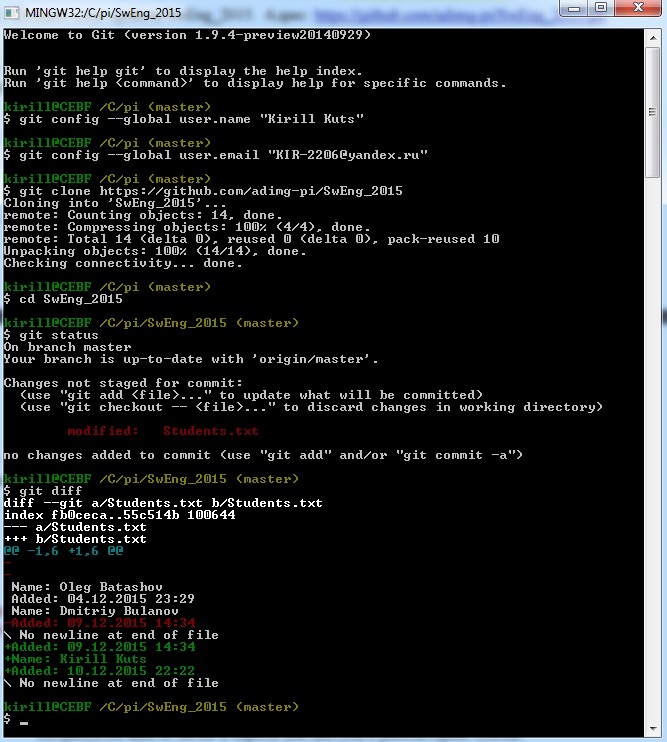 MINGW32:/C/pi/SwEng_2015
Welcome to Git (version 1.9.4-preview20140929)
Run 'git help git' to display the help index.
Run 'git help <command>' to display help for specific commands.
kirill@CEBF /C/pi (master)
$ git config --global user.name "Kirill Kuts"
kirill@CEBF /C/pi (master)
$ git config --global user.email "KIR-2206@yandex.ru"
kirill@CEBF /C/pi (master)
$ git clone https://github.com/adimg-pi/SwEng_2015
Cloning into 'SwEng_2015'...
remote: Counting objects: 14, done.
remote: Compressing objects: 100% (4/4), done.
remote: Total 14 (delta 0), reused 0 (delta 0), pack-reused 10
Unpacking objects: 100% (14/14), done.
Checking connectivity... done.
kirill@CEBF /C/pi (master)
$ cd SwEng_2015
kirill@CEBF /C/pi/SwEng_2015 (master)
$ git status
On branch master
Your branch is up-to-date with 'origin/master'.
Changes not staged for commit:
  (use "git add <file>..." to update what will be committed)
  (use "git checkout -- <file>..." to discard changes in working directory)
        modified:   Students.txt
no changes added to commit (use "git add" and/or "git commit -a")
kirill@CEBF /C/pi/SwEng_2015 (master)
$ git diff
diff --git a/Students.txt b/Students.txt
index fb0ceca..55c514b 100644
--- a/Students.txt
+++ b/Students.txt
@@ -1,6 +1,6 @@
-
-
 Name: Oleg Batashov
 Added: 04.12.2015 23:29
 Name: Dmitriy Bulanov
-Added: 09.12.2015 14:34
\ No newline at end of file
+Added: 09.12.2015 14:34
+Name: Kirill Kuts
+Added: 10.12.2015 22:22
\ No newline at end of file
kirill@CEBF /C/pi/SwEng_2015 (master)
$ _